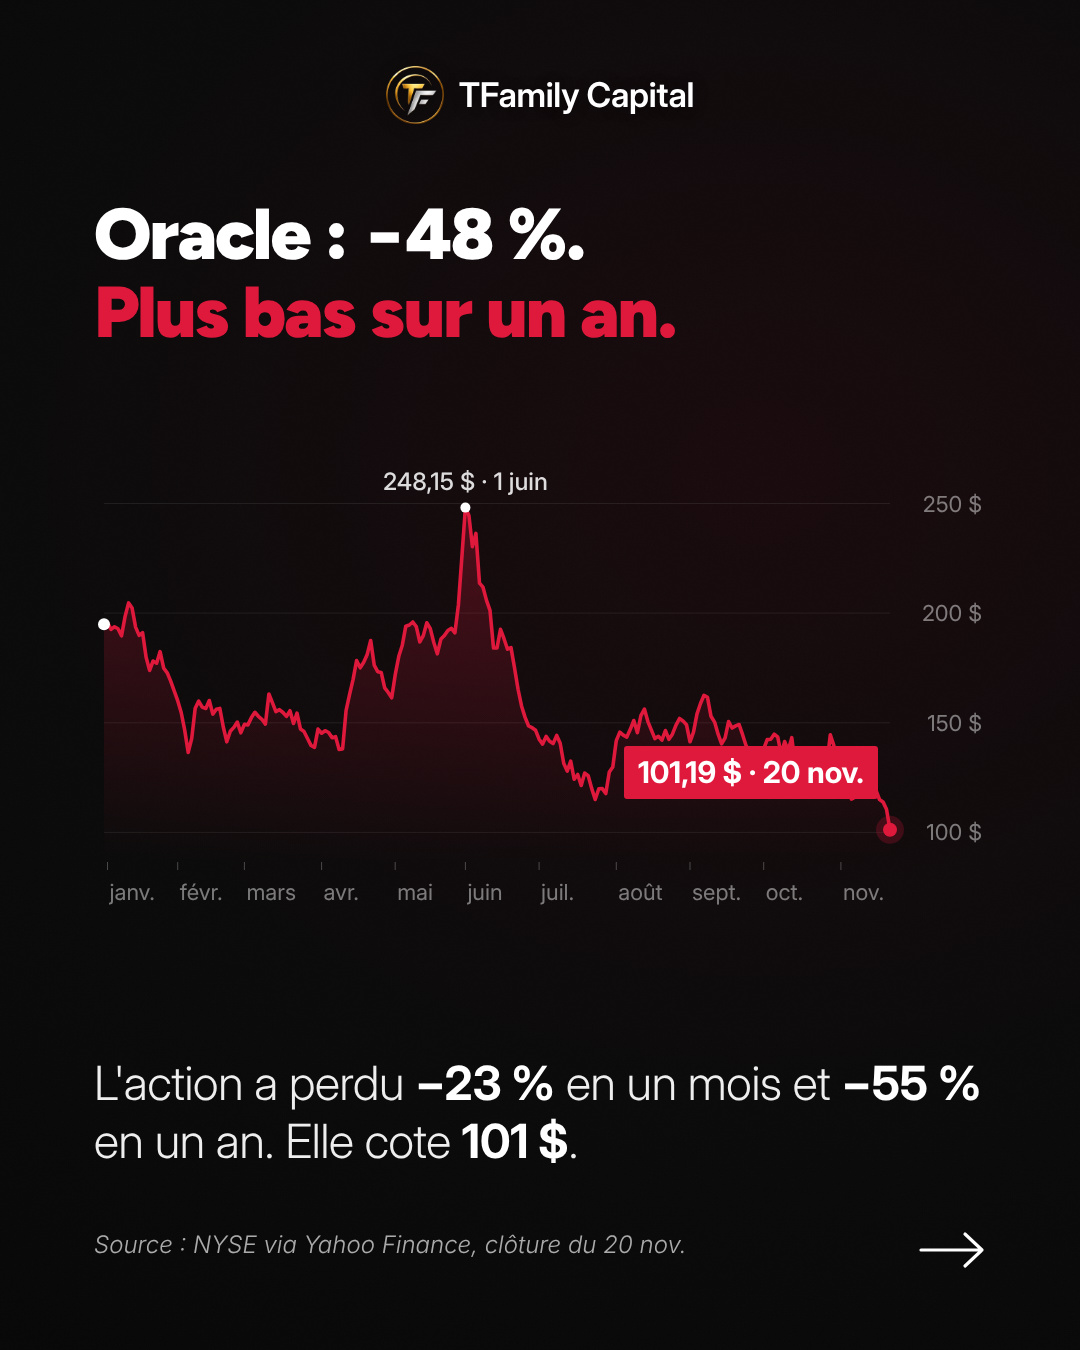 TF TFamily Capital
Oracle : −48 %.
Plus bas sur un an.
248,15 $ · 1 juin
250 $
200 $
150 $
101,19 $ · 20 nov.
100 $
janv. févr. mars avr. mai juin juil. août sept. oct. nov.
L'action a perdu −23 % en un mois et −55 %
en un an. Elle cote 101 $.
Source : NYSE via Yahoo Finance, clôture du 20 nov.